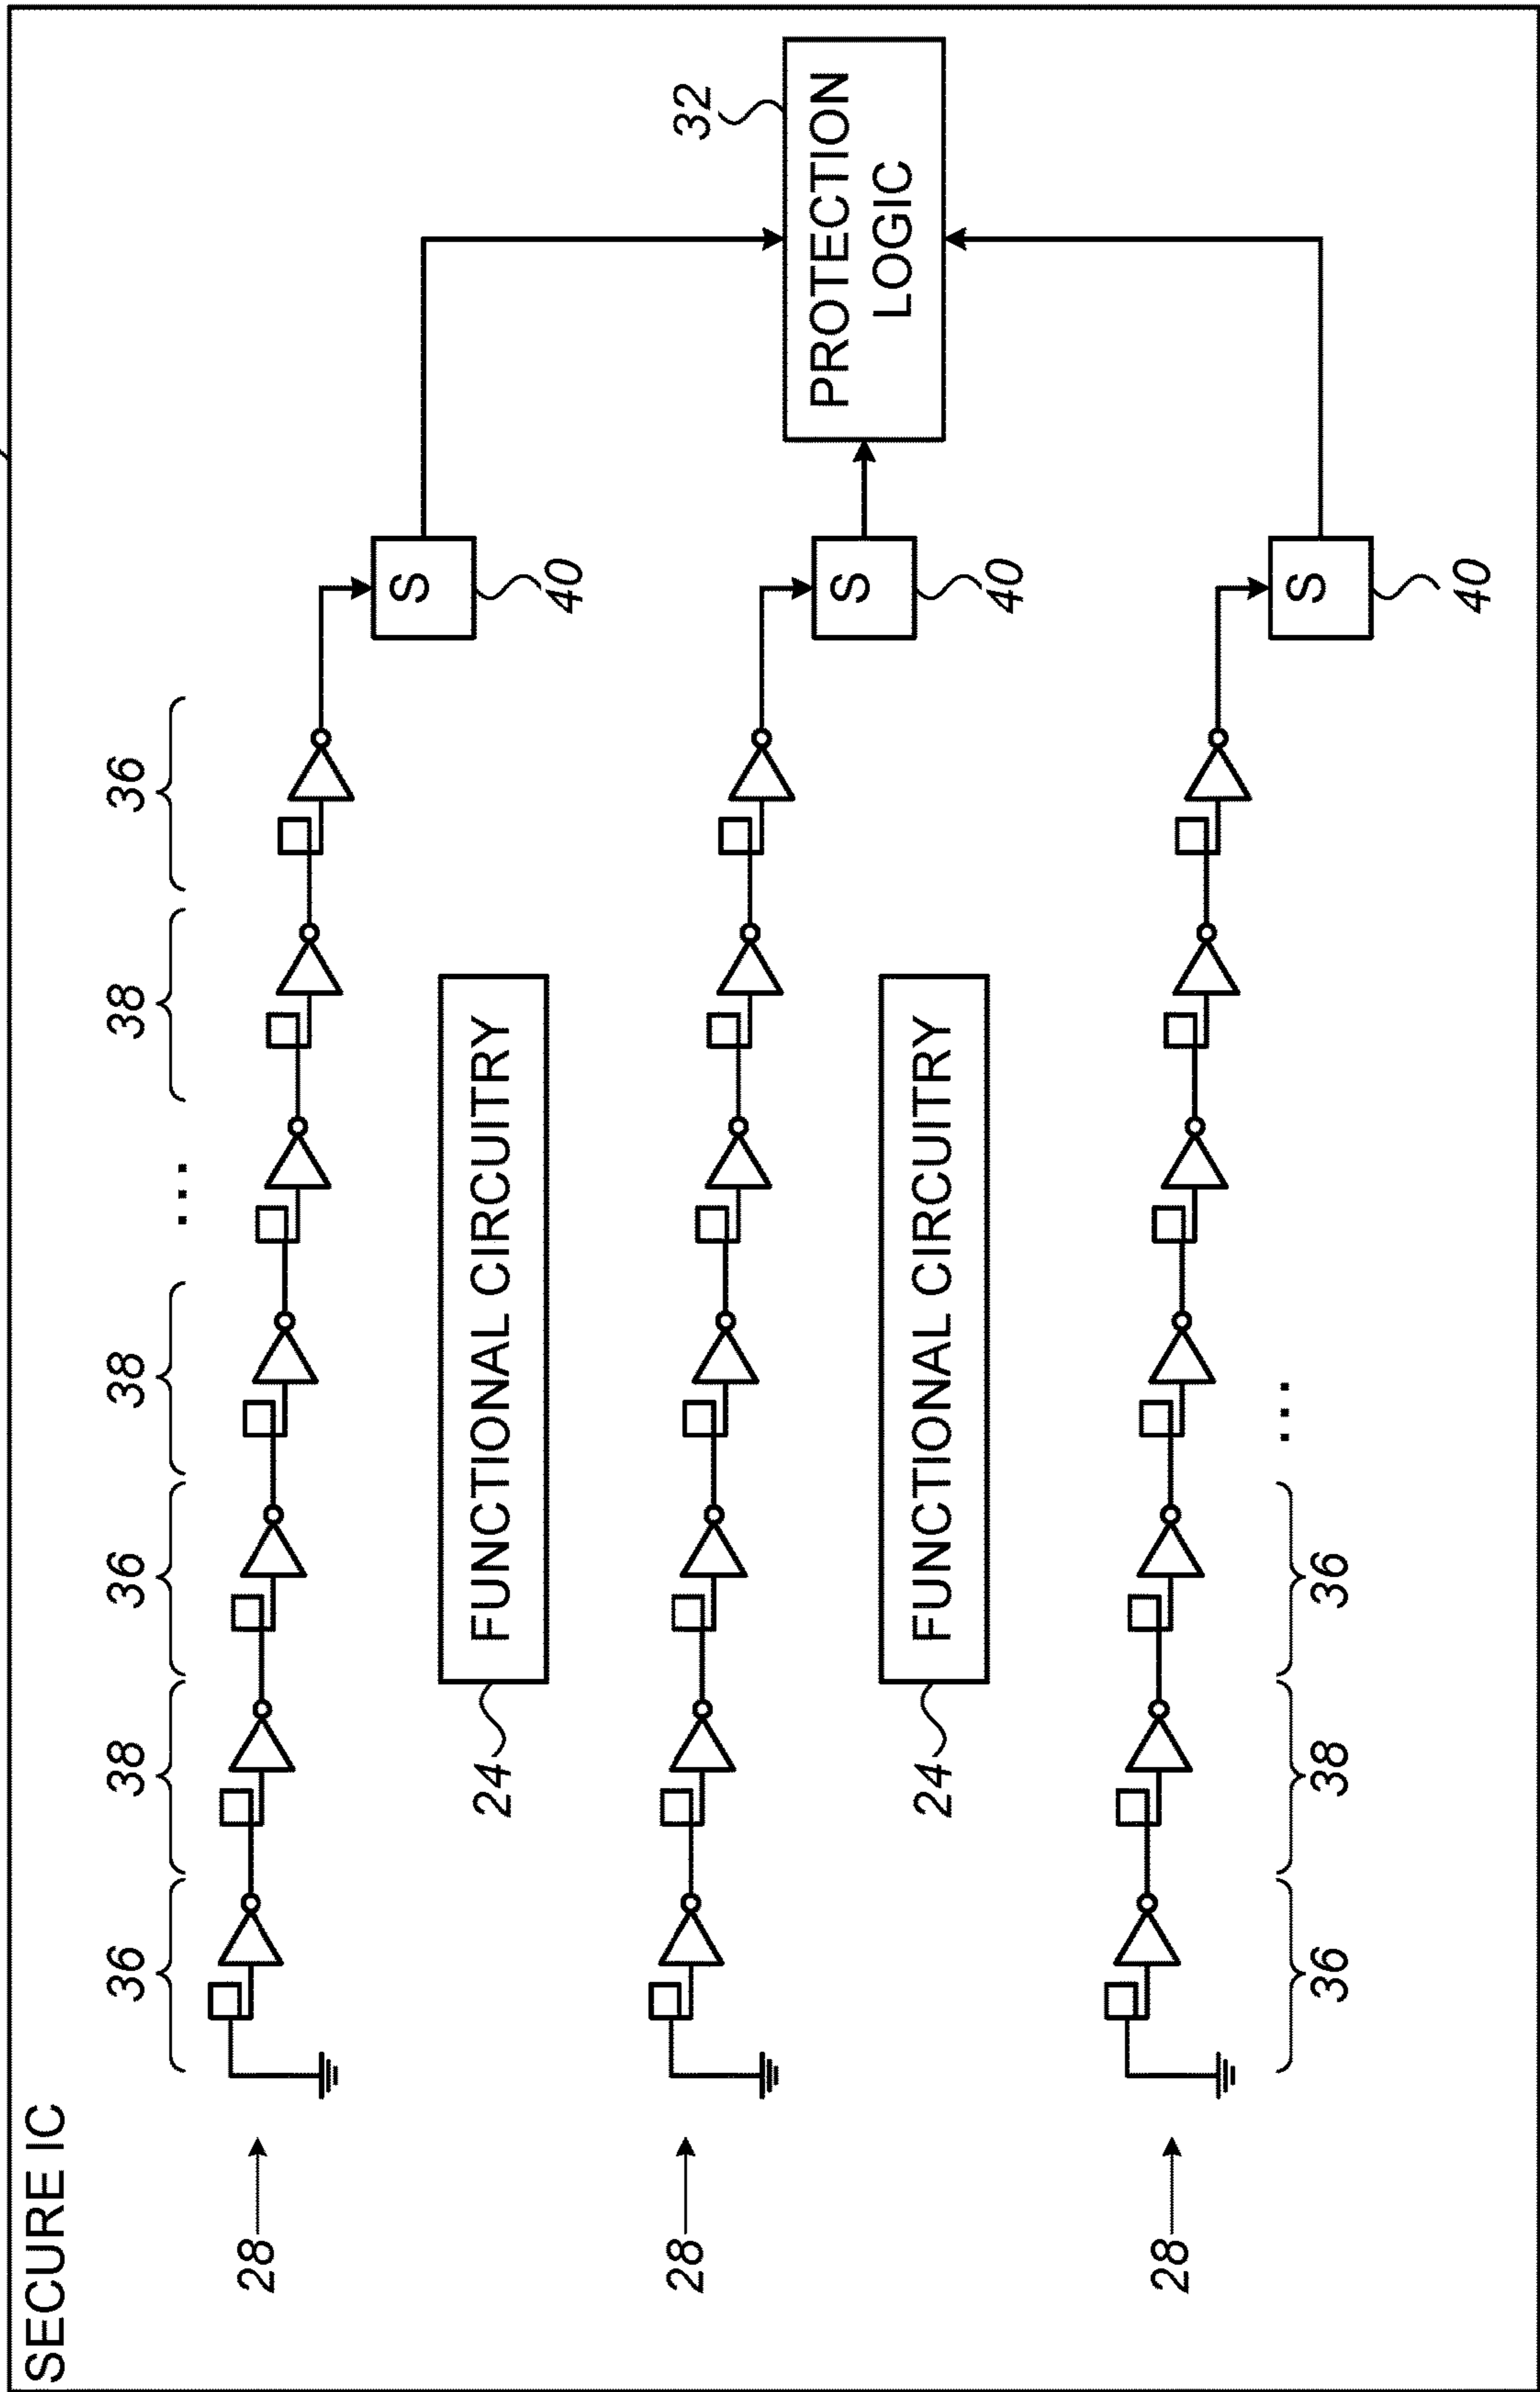 SECURE IC
36 38 36 38 ... 38 36
28
S
24 FUNCTIONAL CIRCUITRY
40
28
32
S
PROTECTION
LOGIC
24 FUNCTIONAL CIRCUITRY
40
28
S
36 38 36 ...
40